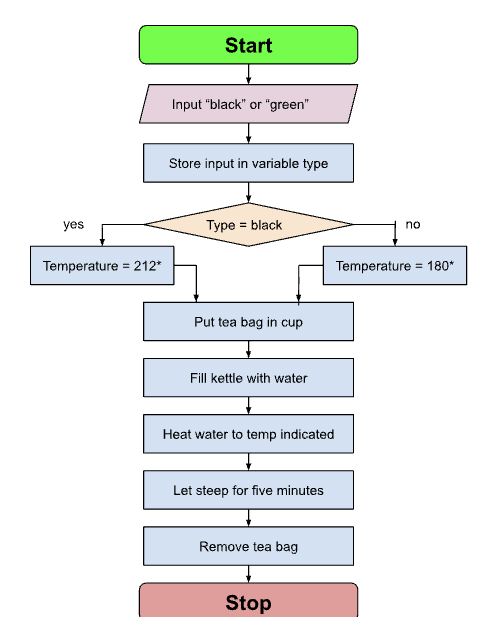 Start
Input “black” or “green”
Store input in variable type
yes
Type = black
no
Temperature = 212*
Temperature = 180*
Put tea bag in cup
Fill kettle with water
Heat water to temp indicated
Let steep for five minutes
Remove tea bag
Stop